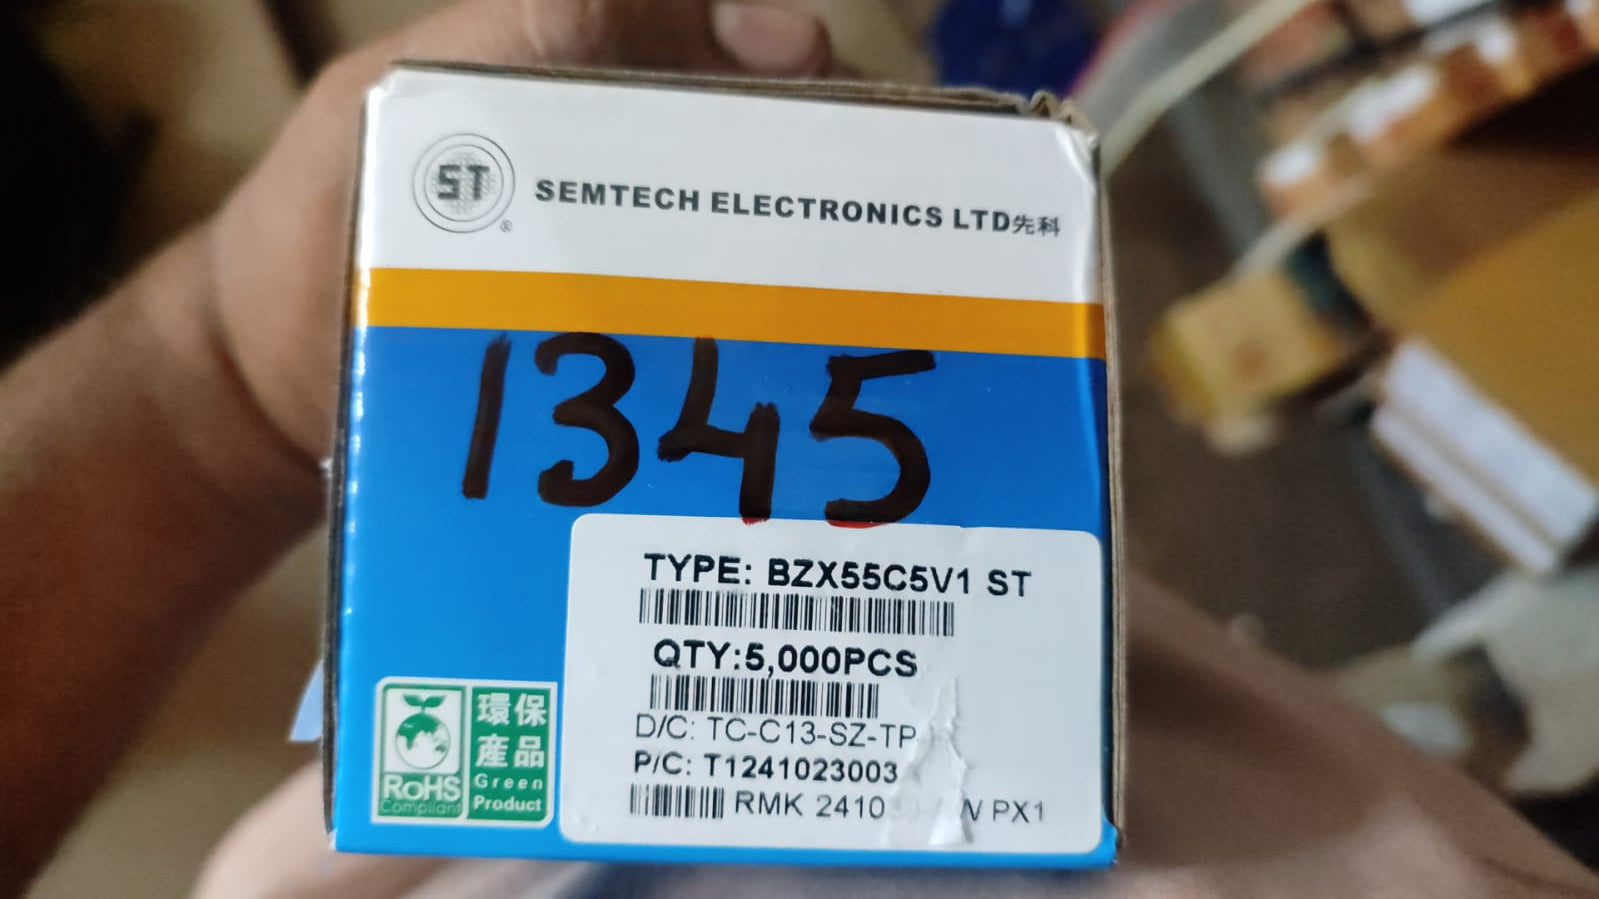 ST
®
SEMTECH ELECTRONICS LTD先科
1345
TYPE: BZX55C5V1 ST
QTY:5,000PCS
D/C: TC-C13-SZ-TP
P/C: T1241023003
RMK PX1
環保
產品
Green
Product
RoHS
Compliant